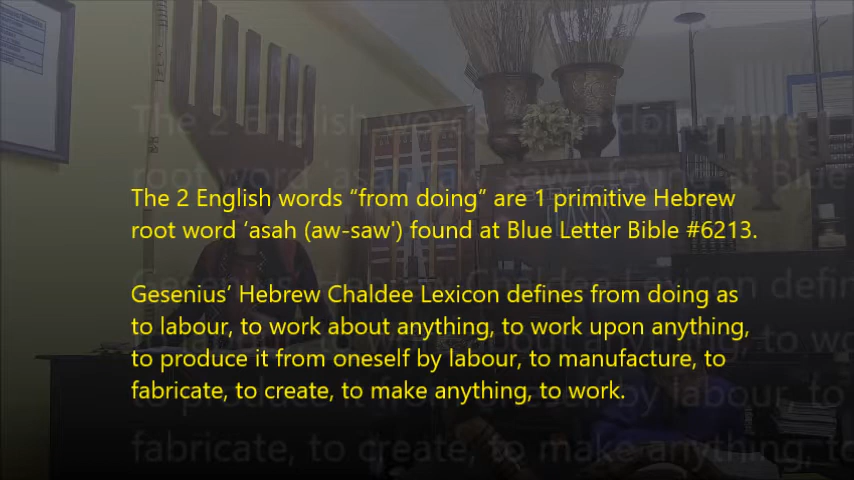 The 2 English words “from doing” are 1 primitive Hebrew
root word ‘asah (aw-saw') found at Blue Letter Bible #6213.
Gesenius’ Hebrew Chaldee Lexicon defines from doing as
to labour, to work about anything, to work upon anything,
to produce it from oneself by labour, to manufacture, to
fabricate, to create, to make anything, to work.